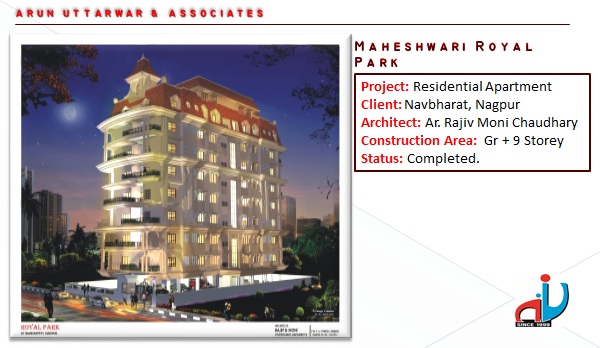 ARUN UTTARWAR & ASSOCIATES
MAHESHWARI ROYAL
PARK
Project: Residential Apartment
Client: Navbharat, Nagpur
Architect: Ar. Rajiv Moni Chaudhary
Construction Area: Gr + 9 Storey
Status: Completed.
ROYAL PARK
SINCE 1999